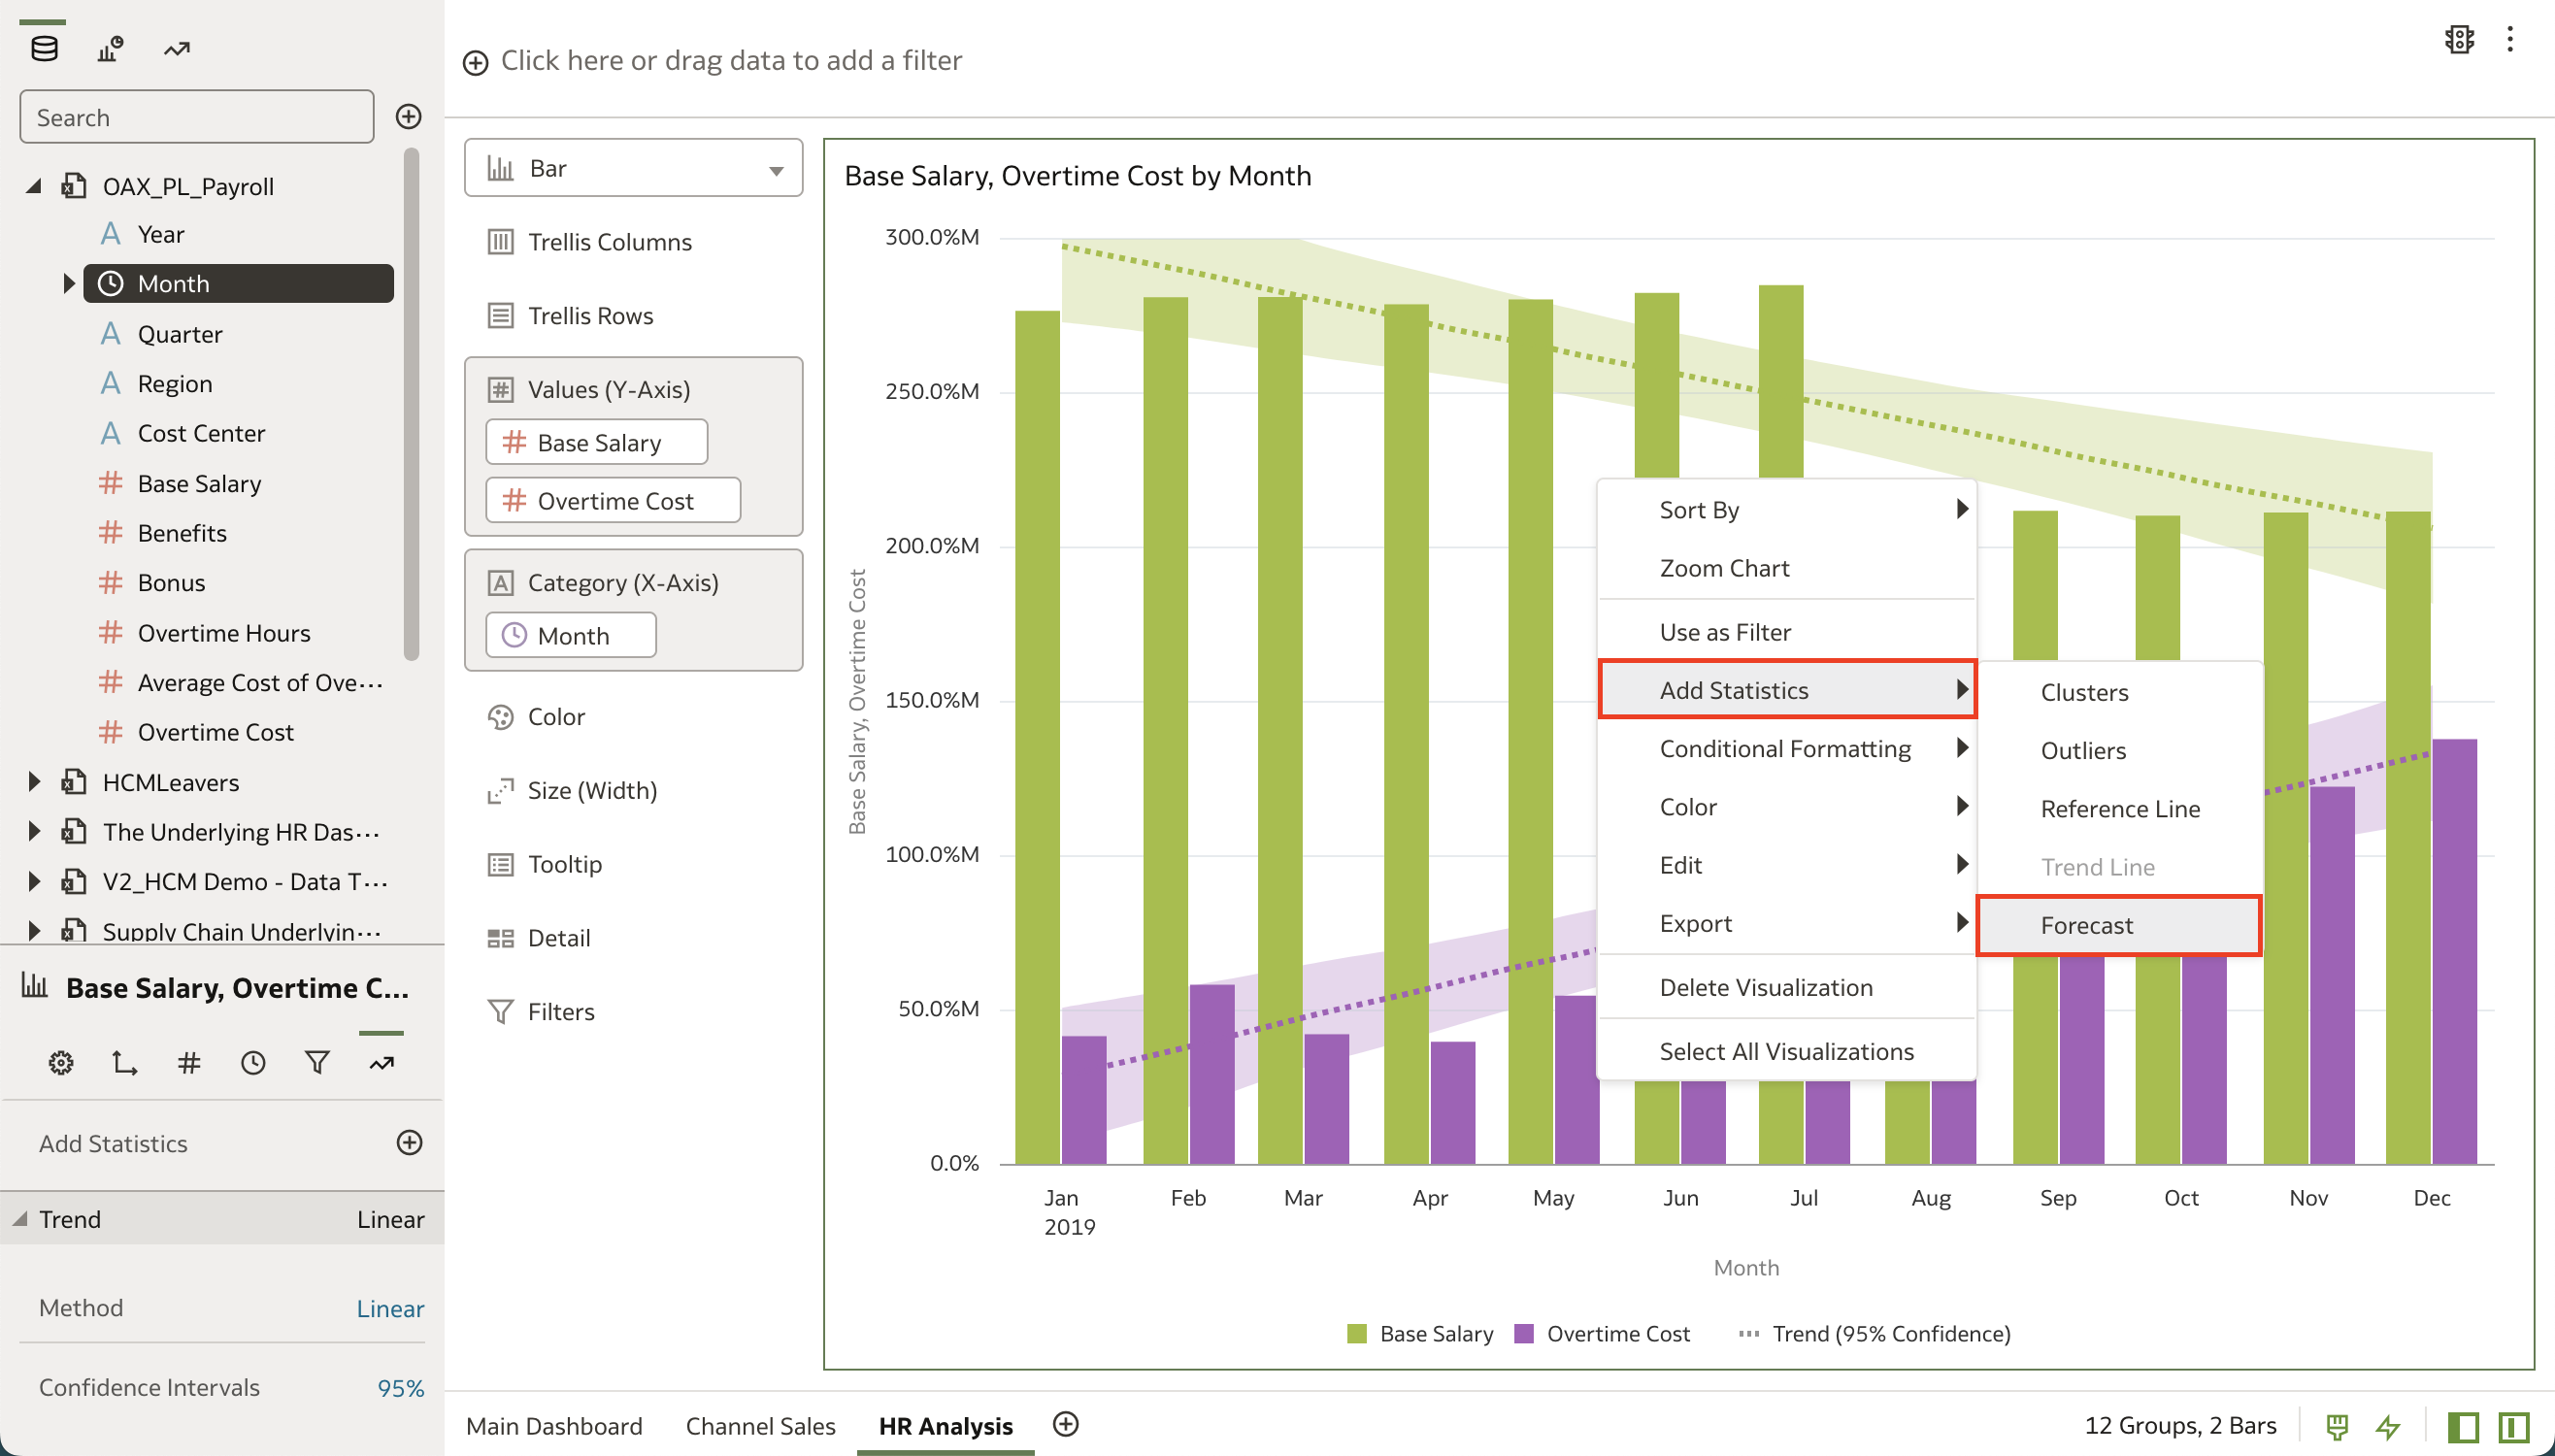 Click here or drag data to add a filter
Search
OAX_PL_Payroll
Year
Month
Quarter
Region
Cost Center
Base Salary
Benefits
Bonus
Overtime Hours
Average Cost of Ove...
Overtime Cost
HCMLeavers
The Underlying HR Das...
V2_HCM Demo - Data T...
Supply Chain Underlyin...
Base Salary, Overtime C...
Add Statistics
Trend Linear
Method Linear
Confidence Intervals 95%
Bar
Trellis Columns
Trellis Rows
Values (Y-Axis)
Base Salary
Overtime Cost
Category (X-Axis)
Month
Color
Size (Width)
Tooltip
Detail
Filters
Base Salary, Overtime Cost by Month
300.0%M
250.0%M
200.0%M
150.0%M
100.0%M
50.0%M
0.0%
Base Salary, Overtime Cost
Jan Feb Mar Apr May Jun Jul Aug Sep Oct Nov Dec
2019
Month
Base Salary Overtime Cost Trend (95% Confidence)
Sort By
Zoom Chart
Use as Filter
Add Statistics
Conditional Formatting
Color
Edit
Export
Delete Visualization
Select All Visualizations
Clusters
Outliers
Reference Line
Trend Line
Forecast
Main Dashboard Channel Sales HR Analysis
12 Groups, 2 Bars